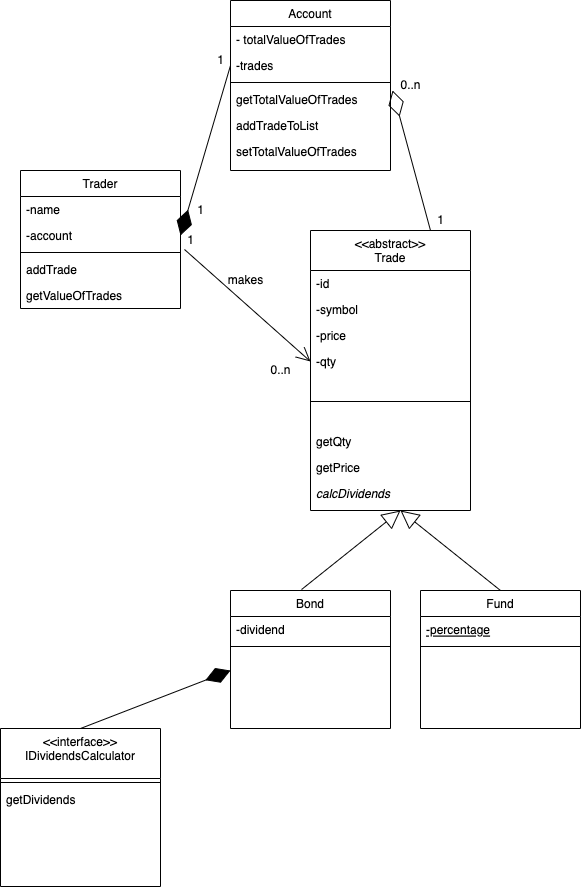 Account
- totalValueOfTrades
-trades
getTotalValueOfTrades
addTradeToList
setTotalValueOfTrades
1
0..n
Trader
-name
-account
addTrade
getValueOfTrades
1
1
makes
0..n
1
<<abstract>>
Trade
-id
-symbol
-price
-qty
getQty
getPrice
calcDividends
Bond
-dividend
Fund
-percentage
<<interface>>
IDividendsCalculator
getDividends